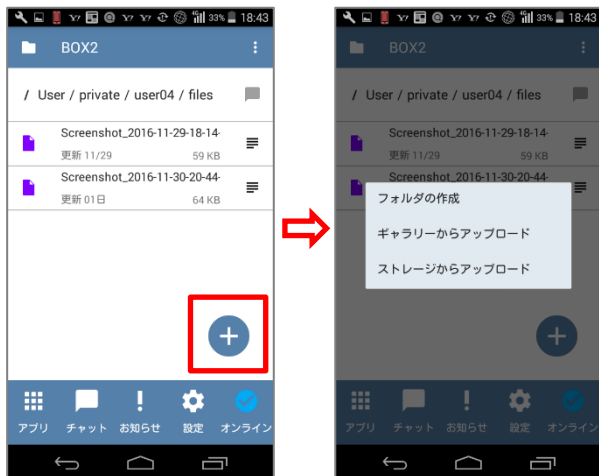 33% 18:43
BOX2
/ User / private / user04 / files
Screenshot_2016-11-29-18-14-
更新 11/29 59 KB
Screenshot_2016-11-30-20-44-
更新 01日 64 KB
アプリ チャット お知らせ 設定 オンライン
33% 18:43
BOX2
/ User / private / user04 / files
Screenshot_2016-11-29-18-14-
更新 11/29 59 KB
Screenshot_2016-11-30-20-44-
フォルダの作成
ギャラリーからアップロード
ストレージからアップロード
アプリ チャット お知らせ 設定 オンライン